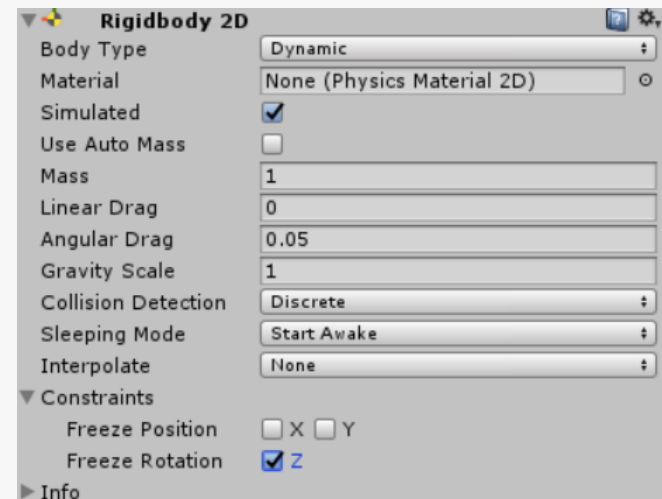 Rigidbody 2D
Body Type Dynamic
Material None (Physics Material 2D)
Simulated
Use Auto Mass
Mass 1
Linear Drag 0
Angular Drag 0.05
Gravity Scale 1
Collision Detection Discrete
Sleeping Mode Start Awake
Interpolate None
Constraints
Freeze Position X Y
Freeze Rotation Z
Info